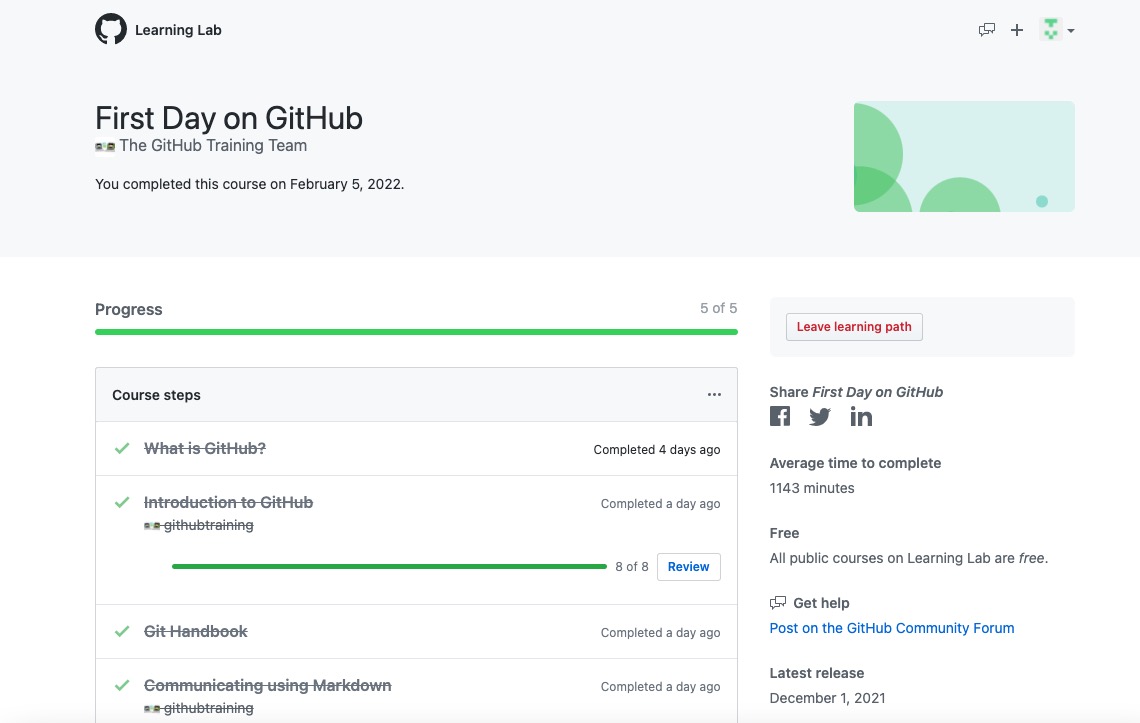 Learning Lab
First Day on GitHub
The GitHub Training Team
You completed this course on February 5, 2022.
Progress
5 of 5
Course steps
What is GitHub?
Completed 4 days ago
Introduction to GitHub
Completed a day ago
githubtraining
8 of 8
Review
Git Handbook
Completed a day ago
Communicating using Markdown
Completed a day ago
githubtraining
Leave learning path
Share First Day on GitHub
Average time to complete
1143 minutes
Free
All public courses on Learning Lab are free.
Get help
Post on the GitHub Community Forum
Latest release
December 1, 2021